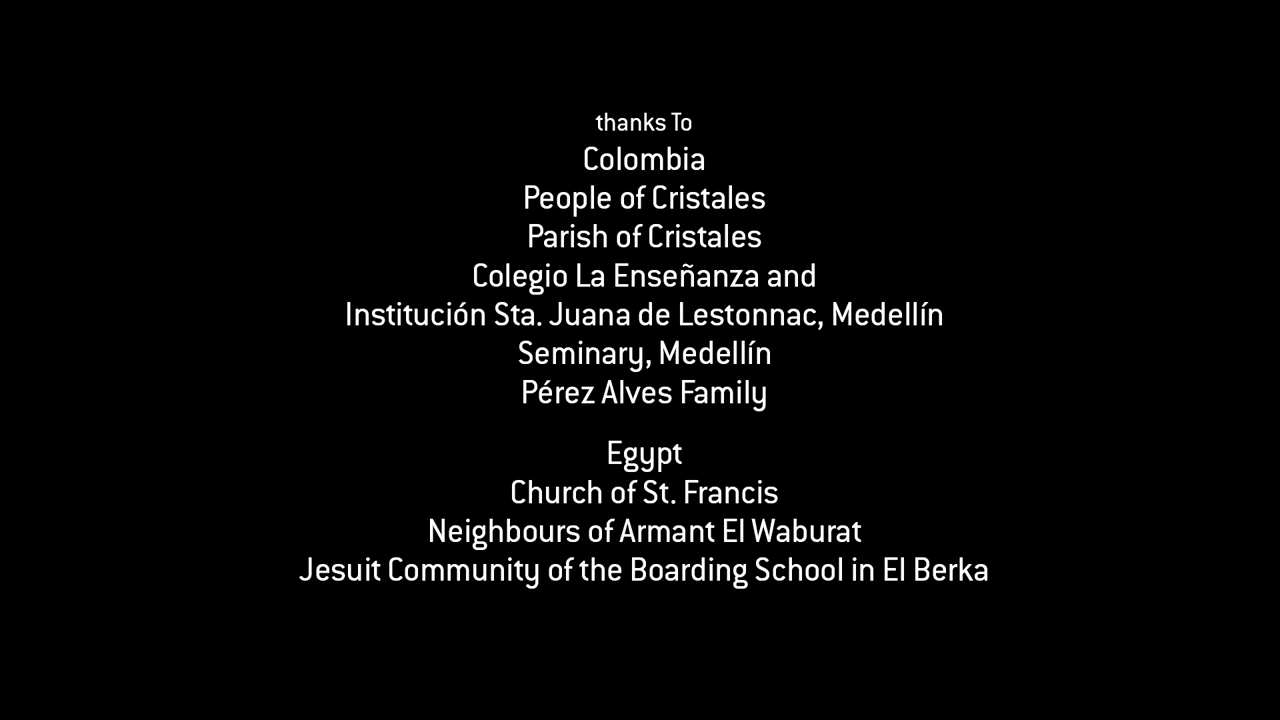 thanks To
Colombia
People of Cristales
Parish of Cristales
Colegio La Enseñanza and
Institución Sta. Juana de Lestonnac, Medellín
Seminary, Medellín
Pérez Alves Family
Egypt
Church of St. Francis
Neighbours of Armant El Waburat
Jesuit Community of the Boarding School in El Berka